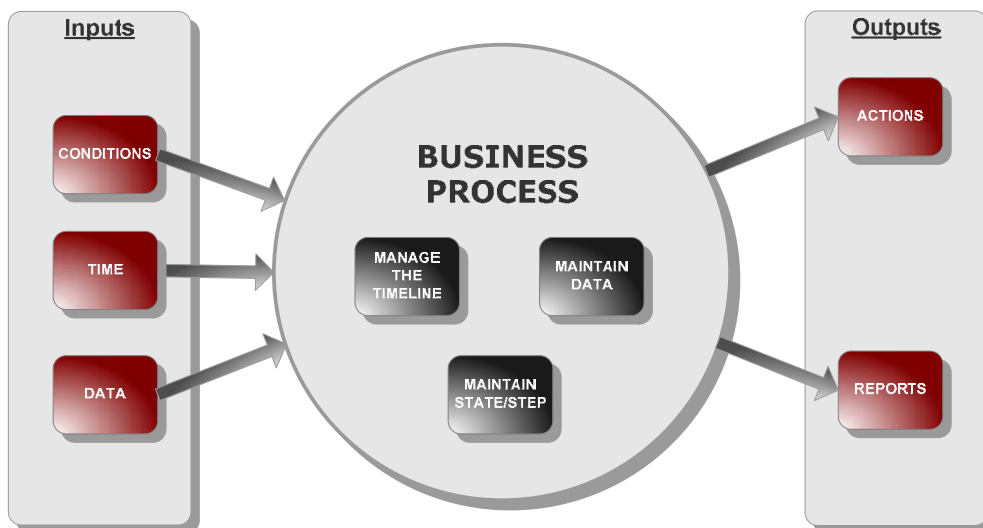 Inputs
CONDITIONS
TIME
DATA
BUSINESS
PROCESS
MANAGE
THE
TIMELINE
MAINTAIN
DATA
MAINTAIN
STATE/STEP
Outputs
ACTIONS
REPORTS